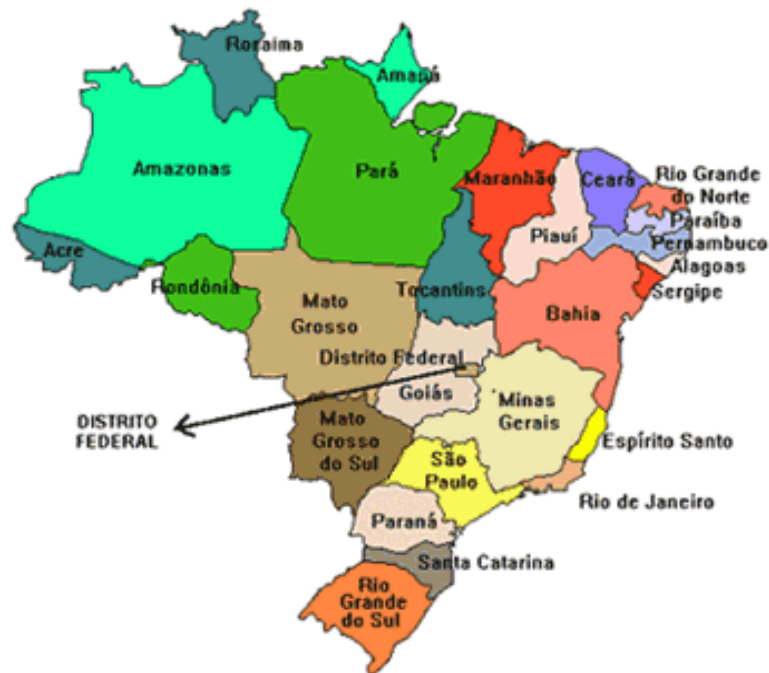 Roraima
Amapá
Amazonas
Pará
Maranhão
Ceará
Rio Grande
do Norte
Paraíba
Piauí
Pernambuco
Acre
Alagoas
Rondônia
Tocantins
Sergipe
Mato
Grosso
Bahia
Distrito Federal
Goiás
Minas
Gerais
DISTRITO
FEDERAL
Mato
Grosso
do Sul
Espírito Santo
São
Paulo
Rio de Janeiro
Paraná
Santa Catarina
Rio
Grande
do Sul